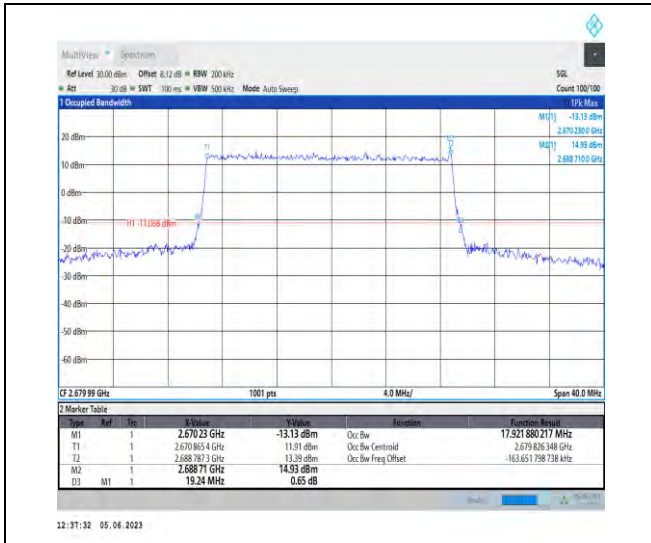 MultiView Spectrum
Ref Level 30.00 dBm Offset 8.12 dB RBW 200 kHz SGL
Att 30 dB SWT 100 ms VBW 500 kHz Mode Auto Sweep Count 100/100
1 Occupied Bandwidth 1Pk Max
M1[1] -13.13 dBm
2.670 230 0 GHz
M2[1] 14.93 dBm
2.688 710 0 GHz
20 dBm
10 dBm
0 dBm
-10 dBm
H1 -11.068 dBm
-20 dBm
-30 dBm
-40 dBm
-50 dBm
-60 dBm
T1
CF 2.679 99 GHz 1001 pts 4.0 MHz/ Span 40.0 MHz
2 Marker Table
Type Ref Trc X-Value Y-Value Function Function Result
M1 1 2.670 23 GHz -13.13 dBm Occ Bw 17.921 880 217 MHz
T1 1 2.670 865 4 GHz 11.91 dBm Occ Bw Centroid 2.679 826 348 GHz
T2 1 2.688 787 3 GHz 13.39 dBm Occ Bw Freq Offset -163.651 798 738 kHz
M2 1 2.688 71 GHz 14.93 dBm
D3 M1 1 19.24 MHz 0.65 dB
12:37:32 05.06.2023